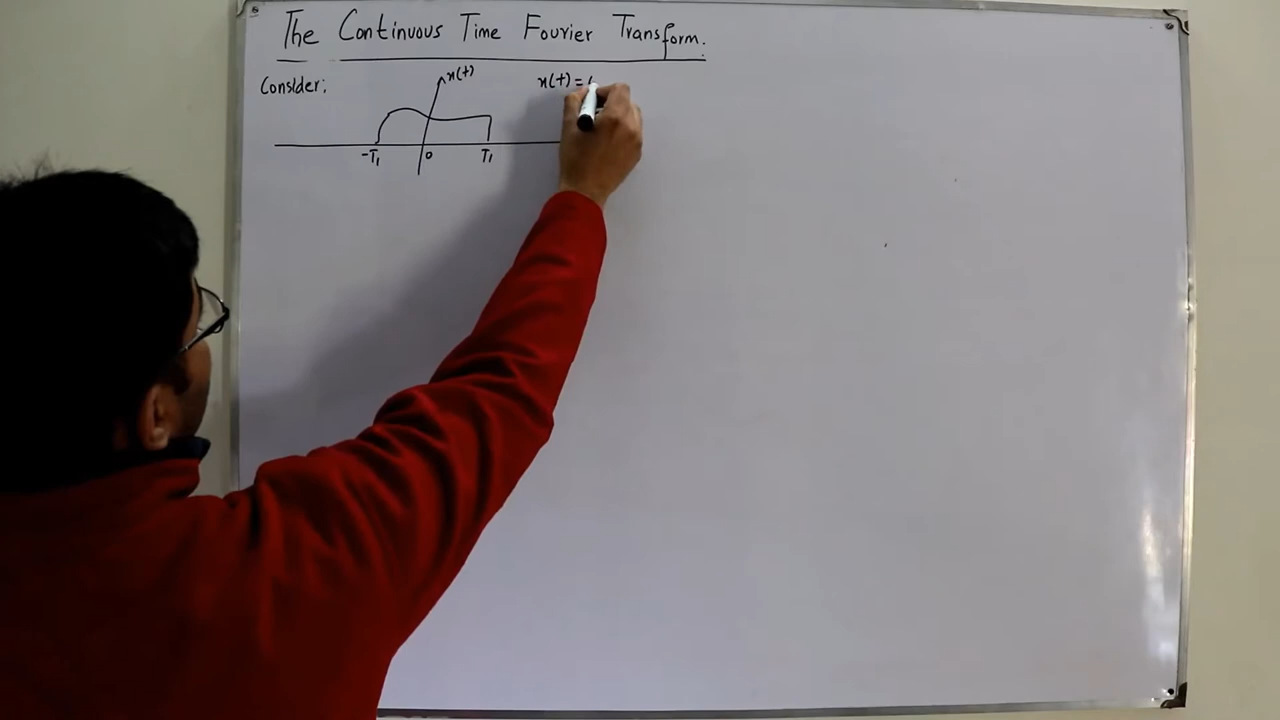 The Continuous Time Fourier Transform.
Consider:
x(t)
x(t) =
-T₁ 0 T₁